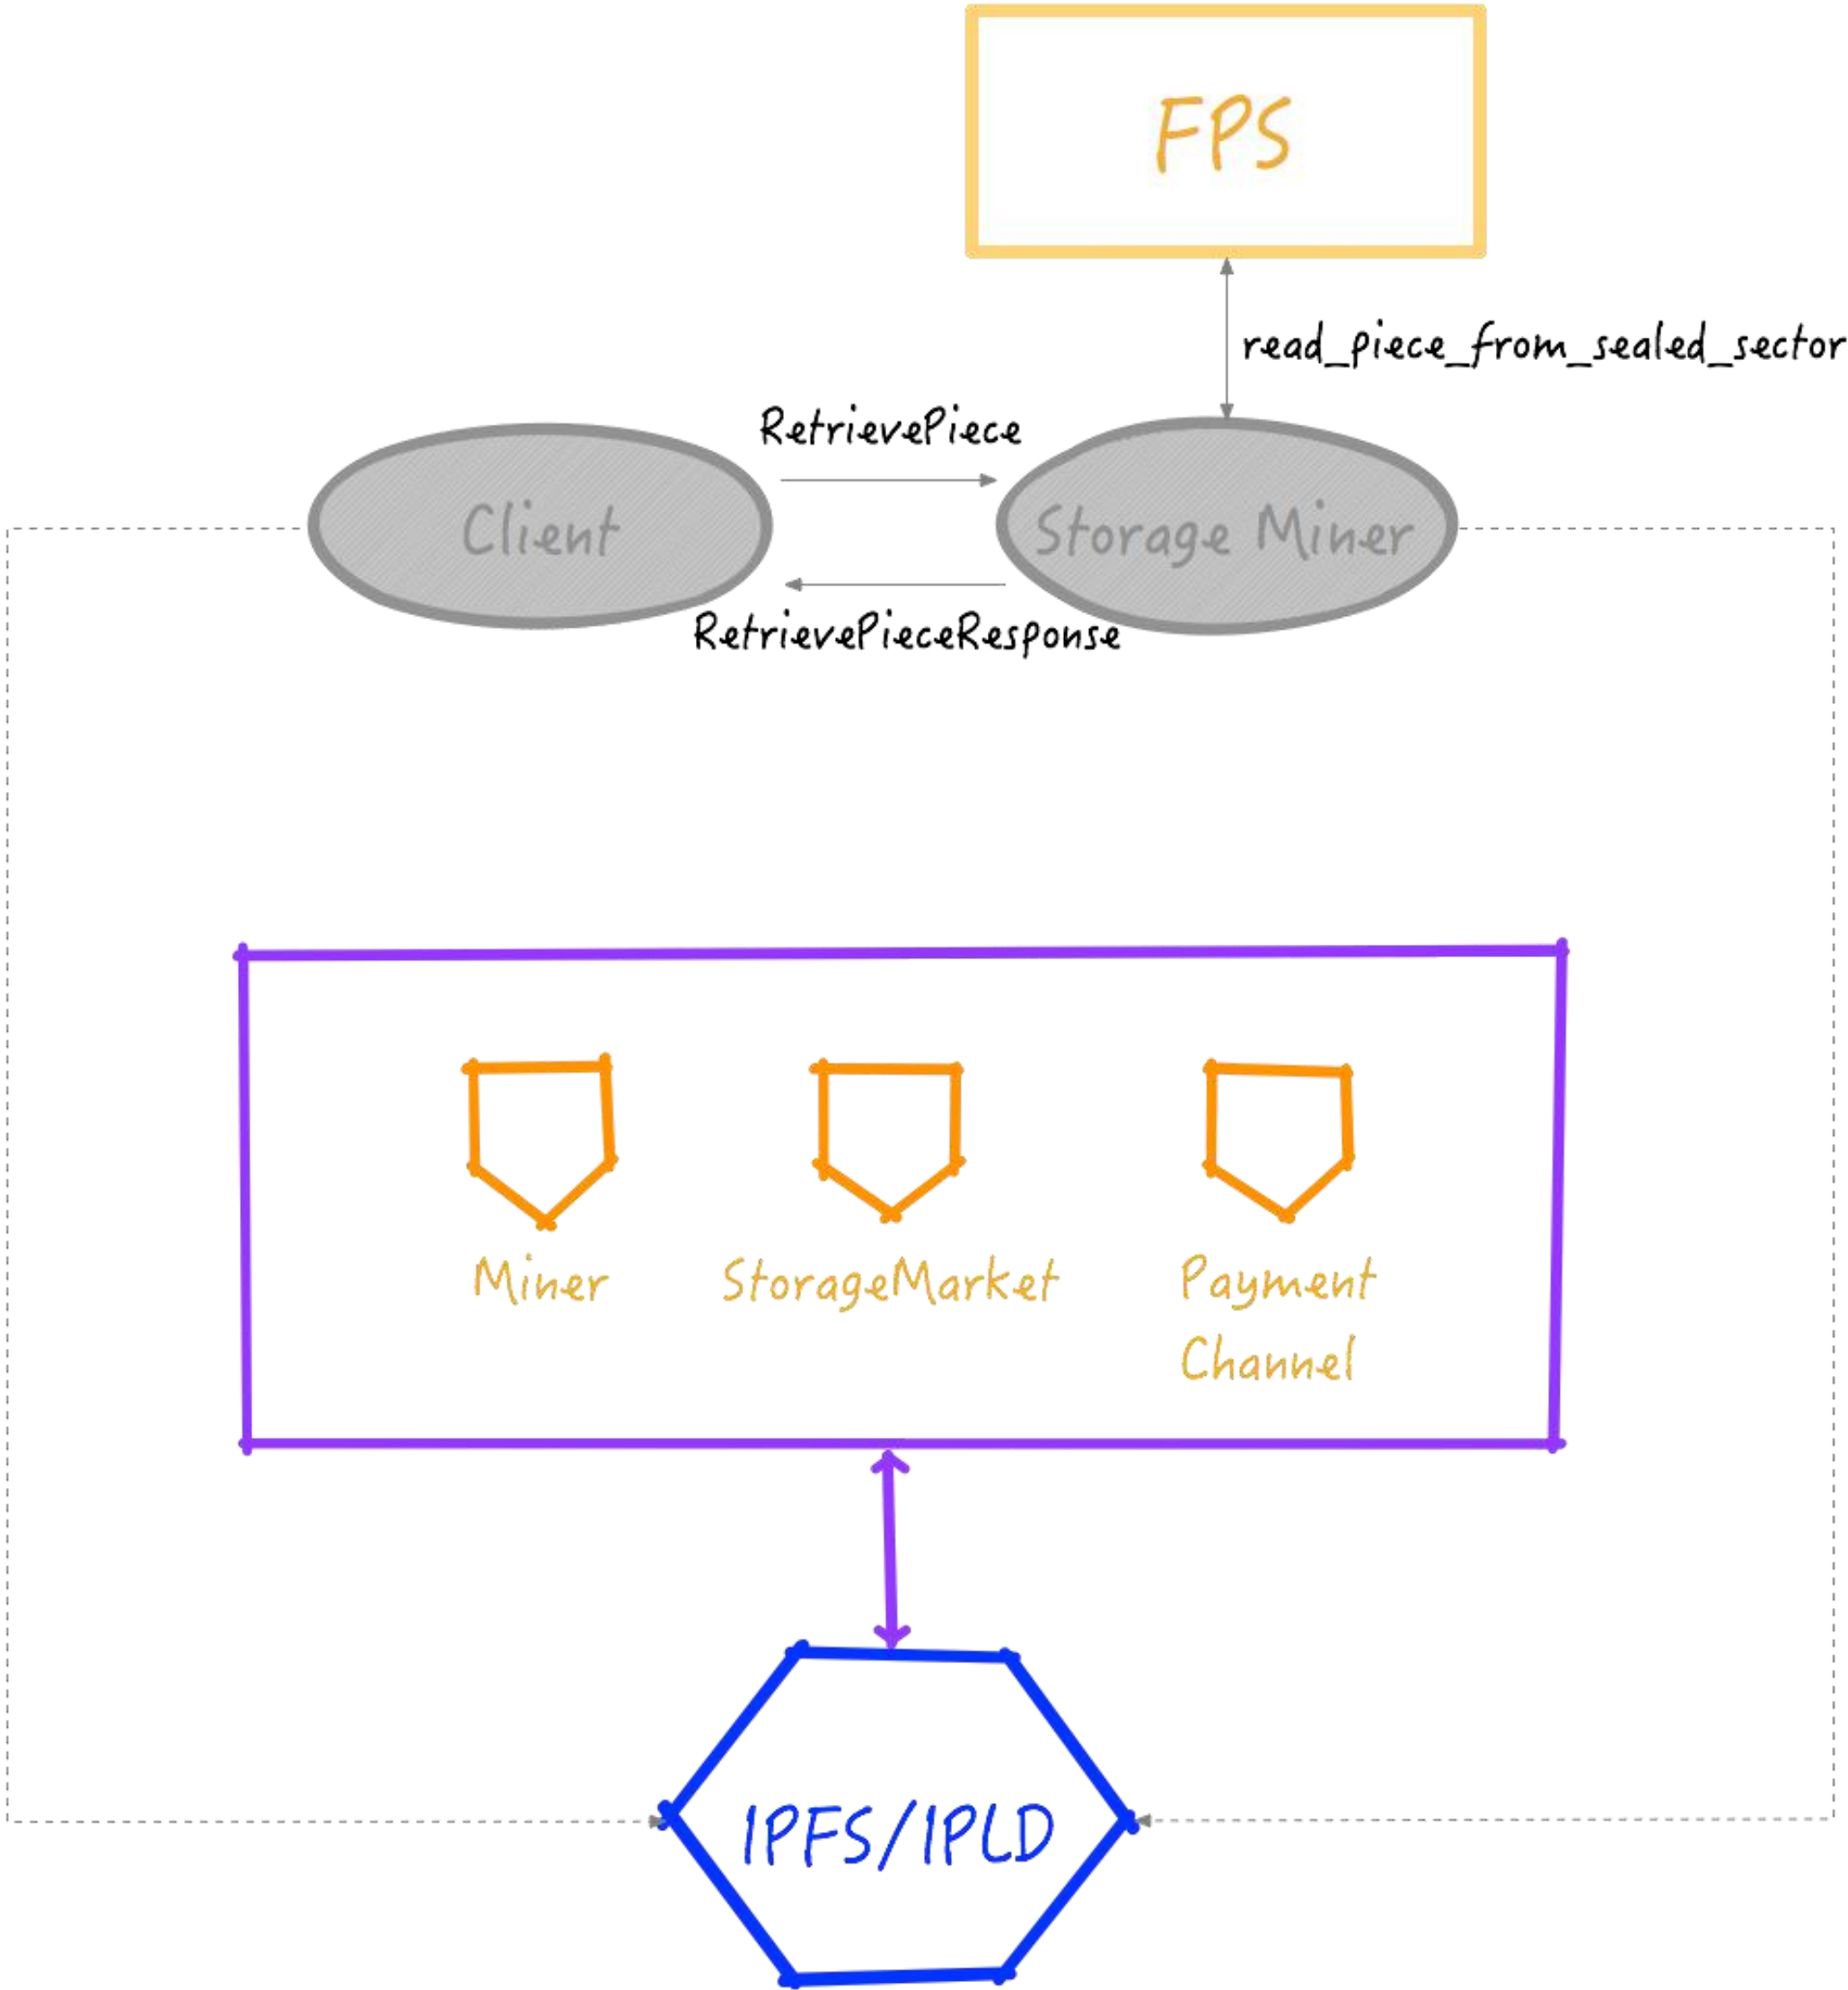 FPS
read_piece_from_sealed_sector
RetrievePiece
Client
Storage Miner
RetrievePieceResponse
Miner
StorageMarket
Payment
Channel
IPFS/IPLD